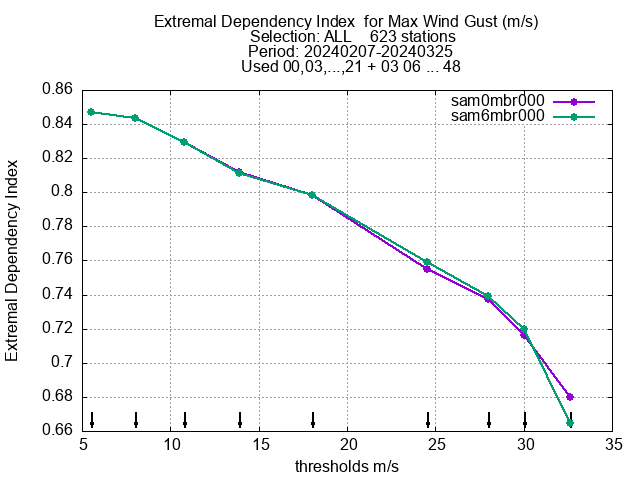 Extremal Dependency Index  for Max Wind Gust (m/s)
Selection: ALL    623 stations
Period: 20240207-20240325
Used 00,03,...,21 + 03 06 ... 48
sam0mbr000
sam6mbr000
0.86
0.84
0.82
0.8
0.78
0.76
0.74
0.72
0.7
0.68
0.66
Extremal Dependency Index
5 10 15 20 25 30 35
thresholds m/s